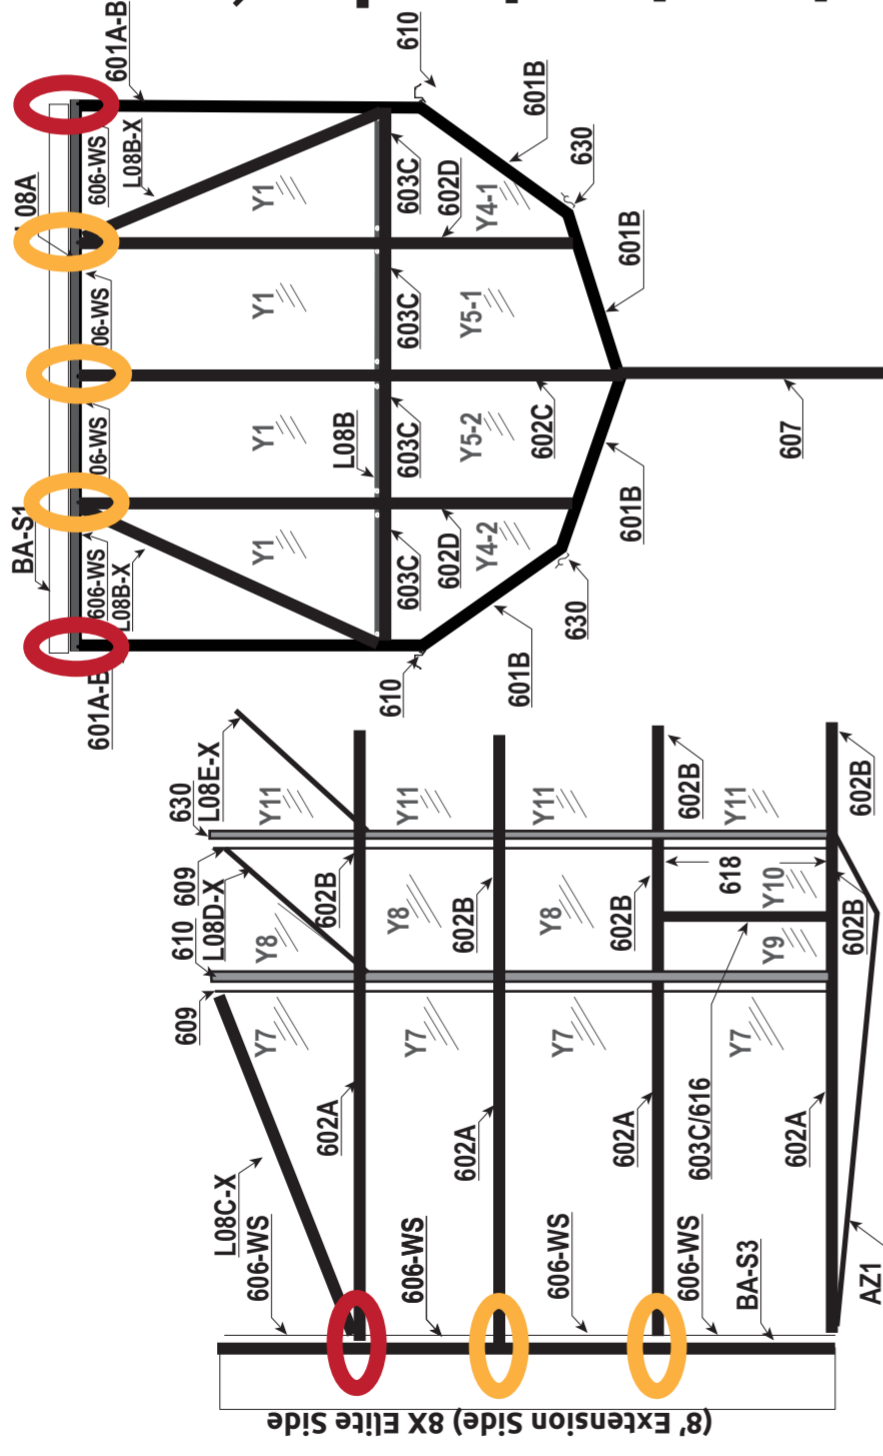 BA-S1
601A-B
L08A
606-WS
L08B-X
06-WS
06-WS
606-WS
L08B-X
601A-B
Y1
Y1
Y1
Y1
L08B
610
603C
603C
603C
603C
610
602D
602C
602D
Y4-1
Y5-1
Y5-2
Y4-2
601B
601B
601B
601B
630
630
607
(8' Extension Side) 8X Elite Side
L08C-X
606-WS
606-WS
606-WS
606-WS
BA-S3
AZ1
609
610
L08D-X
609
630
L08E-X
Y7
Y8
Y11
602A
602B
Y7
Y8
Y11
602A
602B
Y7
Y8
Y11
602A
602B
602B
603C/616
618
Y7
Y9
Y10
Y11
602A
602B
602B